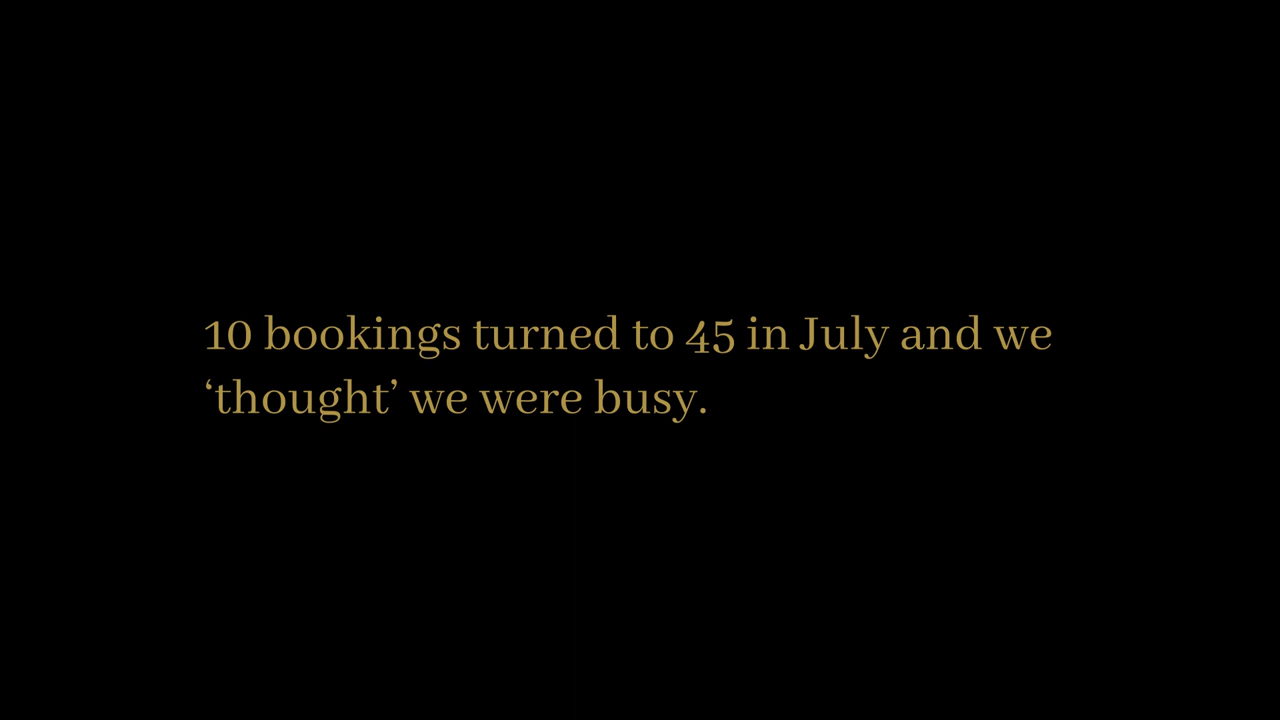 10 bookings turned to 45 in July and we
‘thought’ we were busy.